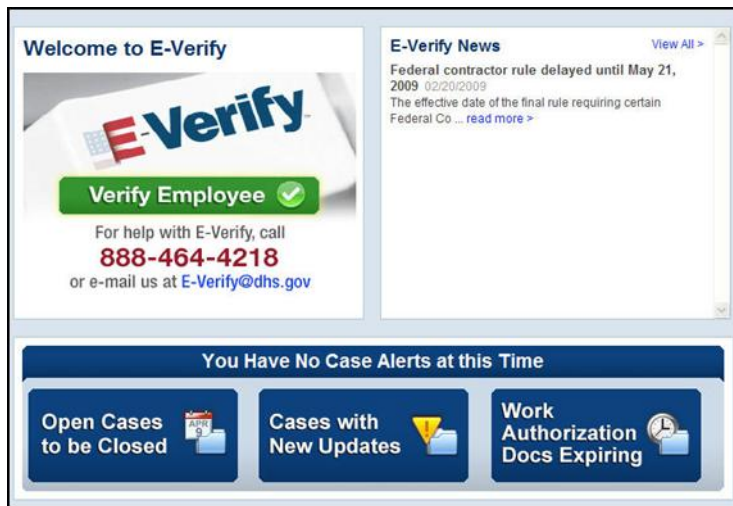 Welcome to E-Verify
E-Verify
Verify Employee
For help with E-Verify, call
888-464-4218
or e-mail us at E-Verify@dhs.gov
E-Verify News
View All >
Federal contractor rule delayed until May 21,
2009 02/20/2009
The effective date of the final rule requiring certain
Federal Co ... read more >
You Have No Case Alerts at this Time
Open Cases
to be Closed
APR
9
Cases with
New Updates
Work
Authorization
Docs Expiring